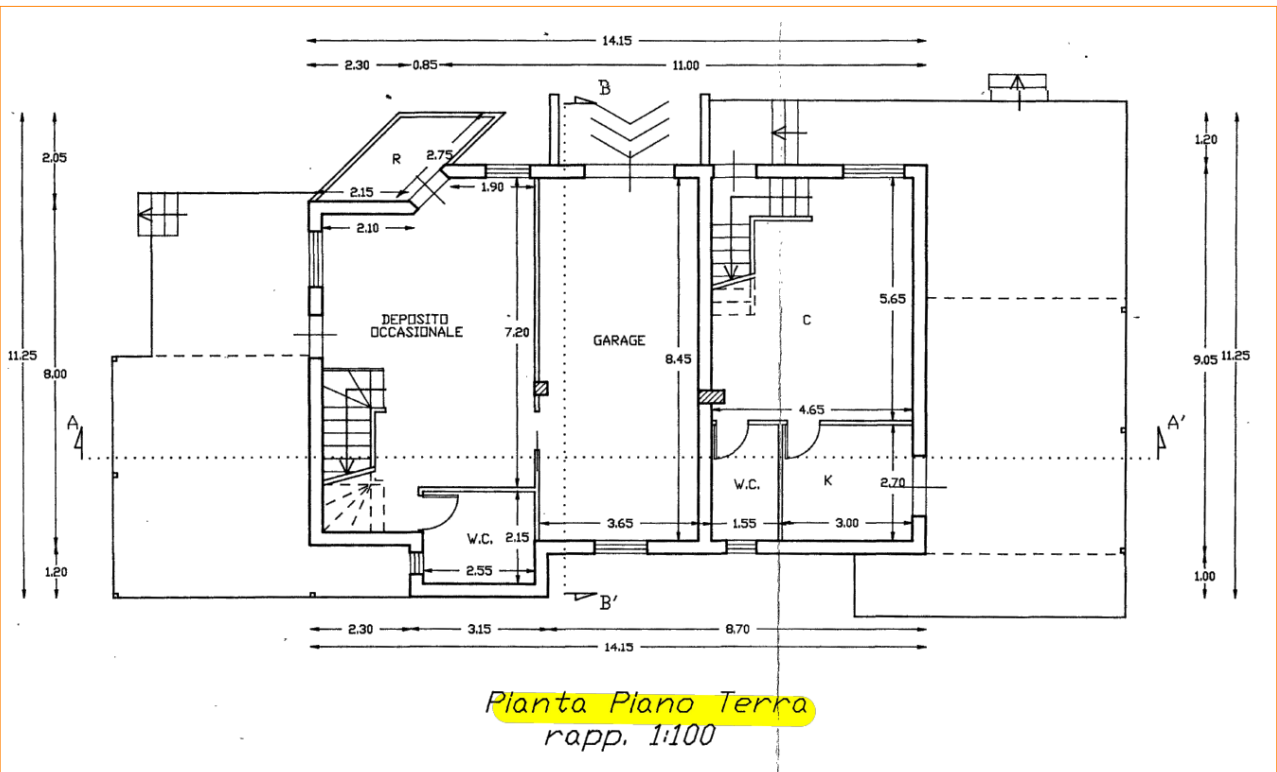 14.15
2.30 0.85 11.00
B
1.20
2.05
2.75
R
2.15
1.90
2.10
5.65
DEPOSITO
OCCASIONALE
7.20
GARAGE
C
11.25
8.00
8.45
9.05
11.25
4.65
A
A'
W.C.
K
2.70
3.65
1.55
3.00
W.C.
2.15
2.55
1.20
1.00
B'
2.30 3.15 8.70
14.15
Pianta Piano Terra
rapp. 1:100